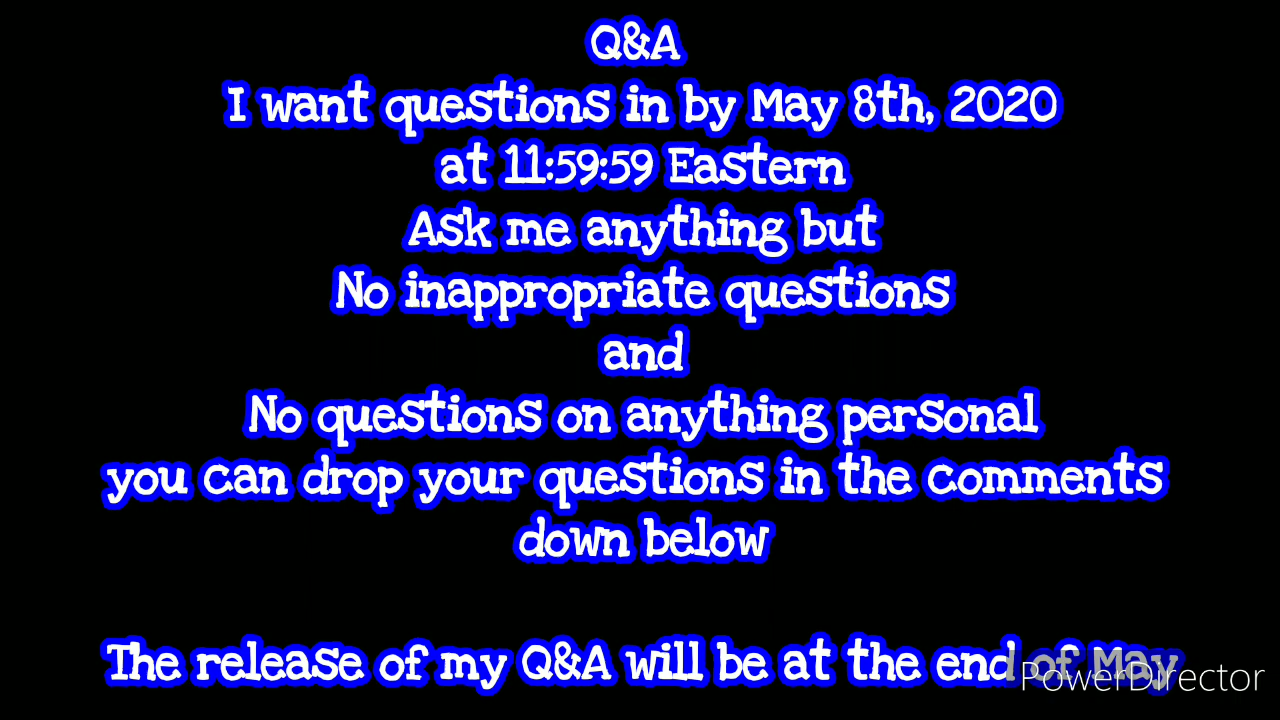 Q&A
I want questions in by May 8th, 2020
at 11:59:59 Eastern
Ask me anything but
No inappropriate questions
and
No questions on anything personal
you can drop your questions in the comments
down below
The release of my Q&A will be at the end of May
PowerDirector